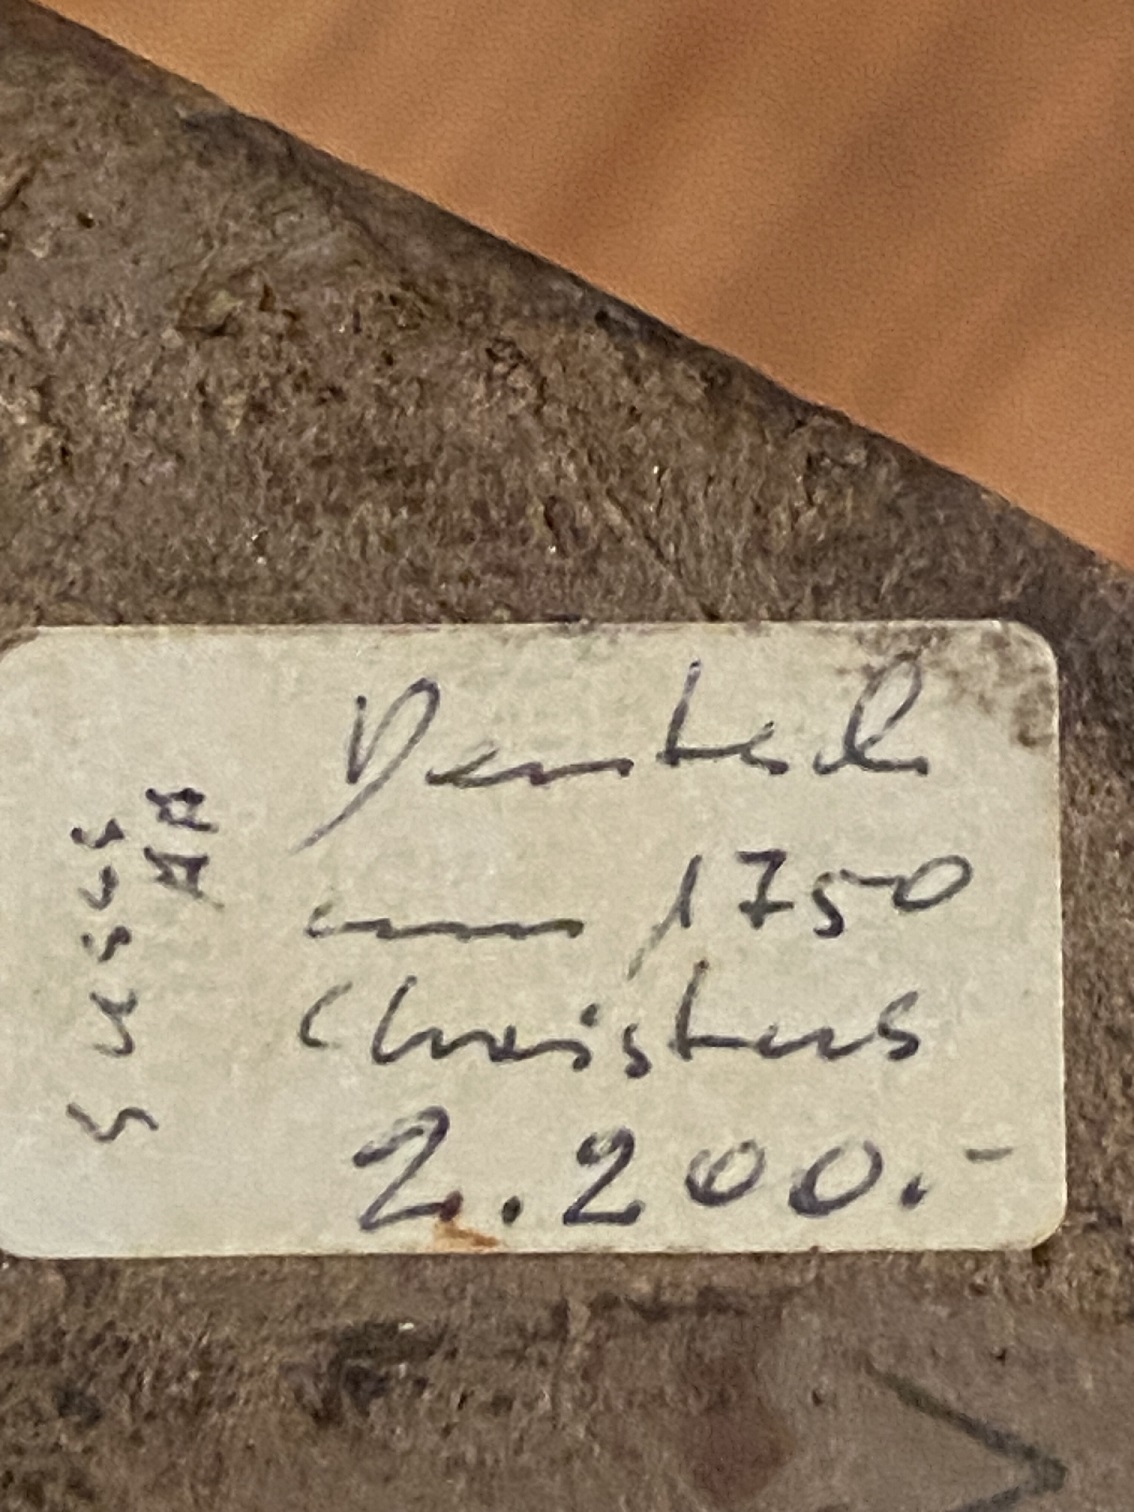 Deutsch
um 1750
Christus
2.200.-